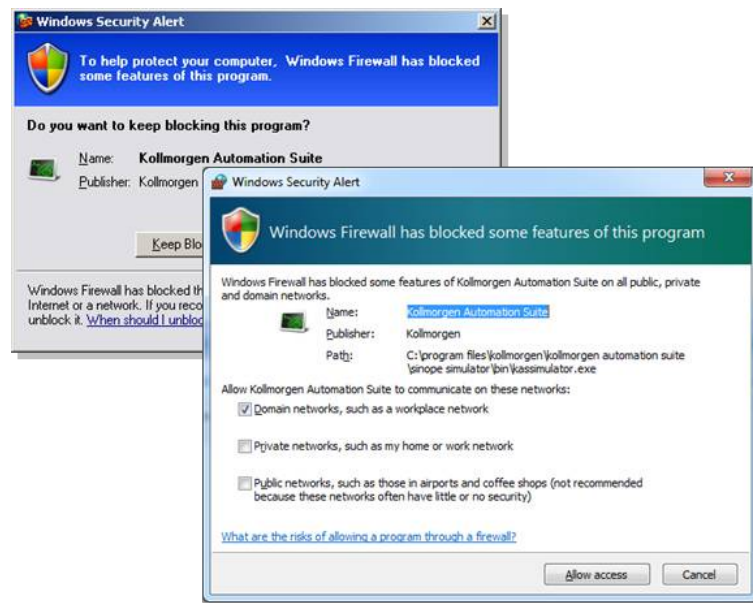 Windows Security Alert
To help protect your computer, Windows Firewall has blocked
some features of this program.
Do you want to keep blocking this program?
Name: Kollmorgen Automation Suite
Publisher: Kollmorgen
Keep Blo
Windows Firewall has blocked th
Internet or a network. If you reco
unblock it. When should I unbloc
Windows Security Alert
Windows Firewall has blocked some features of this program
Windows Firewall has blocked some features of Kollmorgen Automation Suite on all public, private
and domain networks.
Name: Kollmorgen Automation Suite
Publisher: Kollmorgen
Path: C:\program files\kollmorgen\kollmorgen automation suite
\sinope simulator\bin\kassimulator.exe
Allow Kollmorgen Automation Suite to communicate on these networks:
Domain networks, such as a workplace network
Private networks, such as my home or work network
Public networks, such as those in airports and coffee shops (not recommended
because these networks often have little or no security)
What are the risks of allowing a program through a firewall?
Allow access Cancel